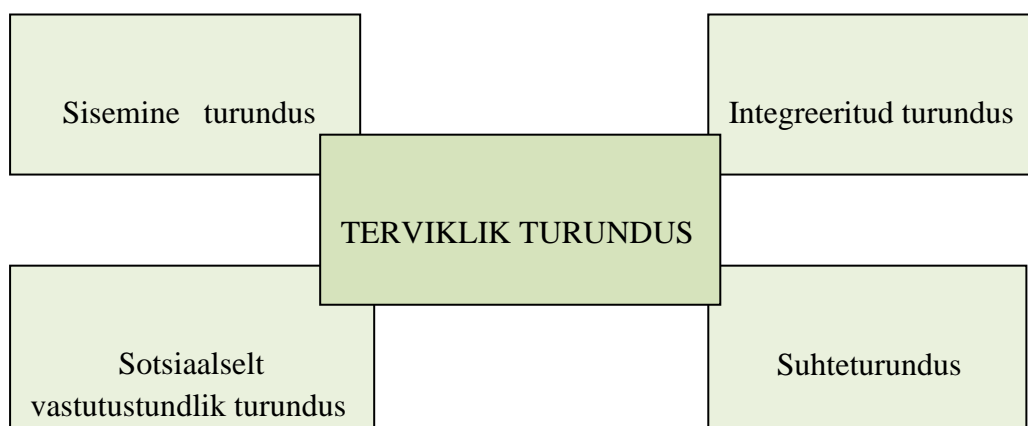 Sisemine turundus
Integreeritud turundus
TERVIKLIK TURUNDUS
Sotsiaalselt
vastutustundlik turundus
Suhteturundus